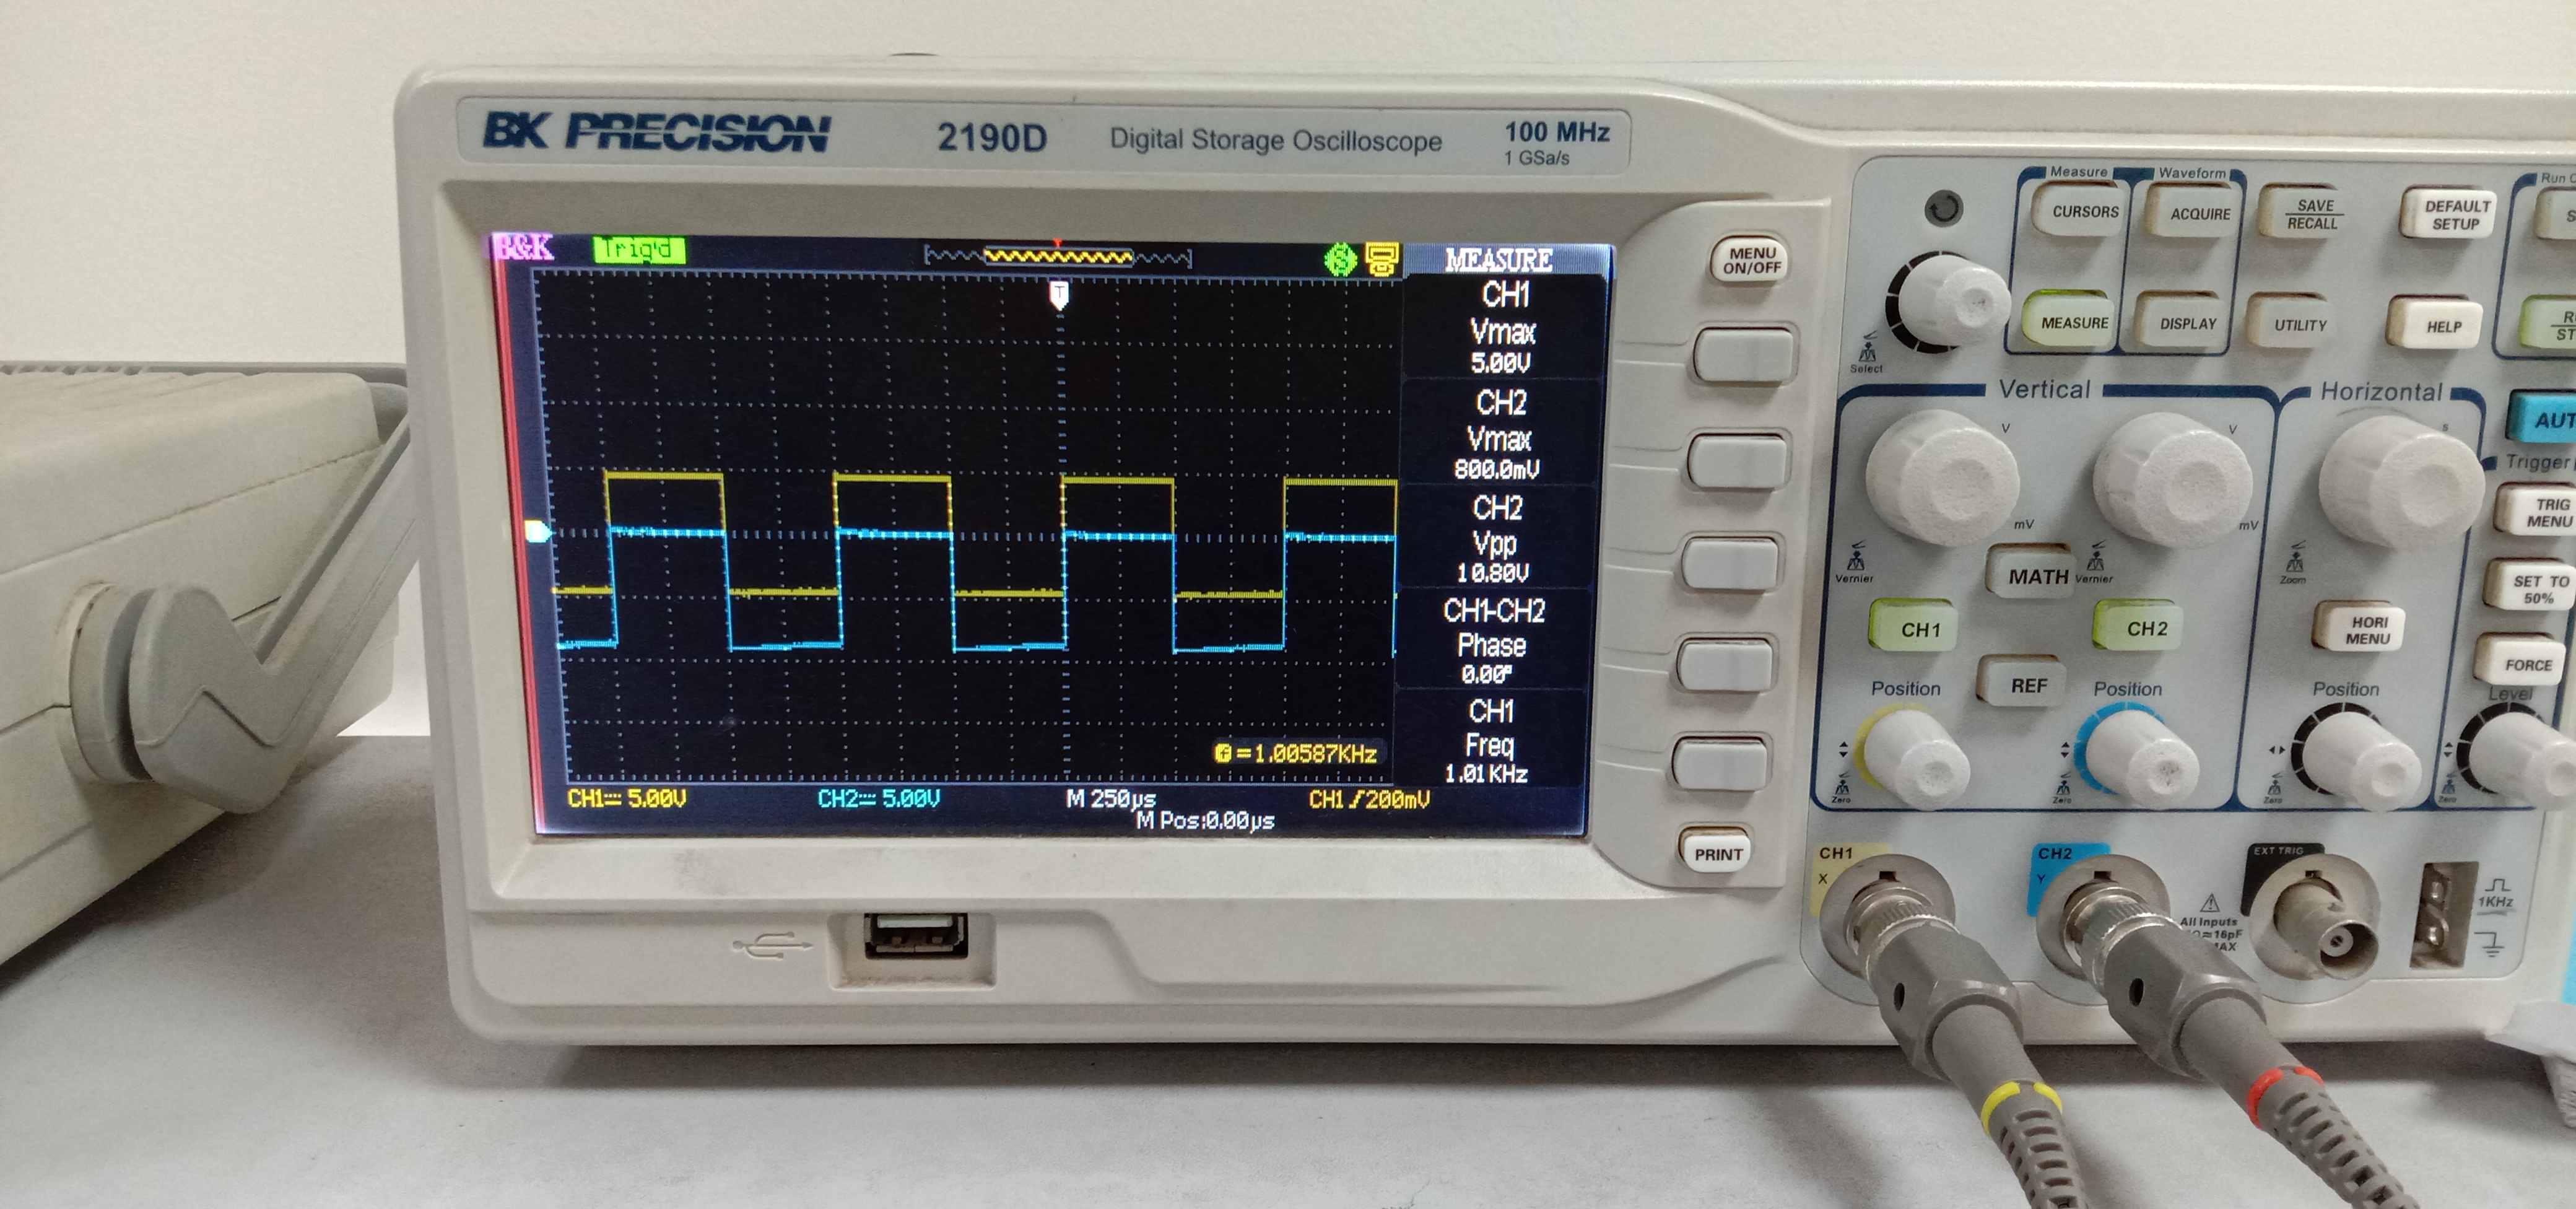 BK PRECISION 2190D Digital Storage Oscilloscope 100 MHz
1 GSa/s
B&K Trig'd
T
MEASURE
CH1
Vmax
5.00V
CH2
Vmax
800.0mV
CH2
Vpp
10.80V
CH1-CH2
Phase
0.00°
CH1
Freq
1.01KHz
=1.00587KHz
CH1 5.00V CH2 5.00V M 250µs CH1 200mV
M Pos:0.00µs
MENU
ON/OFF
PRINT
Select
Measure
CURSORS
MEASURE
Waveform
ACQUIRE
DISPLAY
SAVE
RECALL
UTILITY
DEFAULT
SETUP
HELP
Run
Vertical
V
mV
Vernier
V
mV
Vernier
MATH
CH1
CH2
REF
Position
Zero
Position
Zero
Horizontal
s
Zoom
HORI
MENU
Position
Zero
Trigger
TRIG
MENU
SET TO
50%
FORCE
Level
Zero
CH1
X
CH2
Y
All Inputs
16pF
EXT TRIG
1KHz